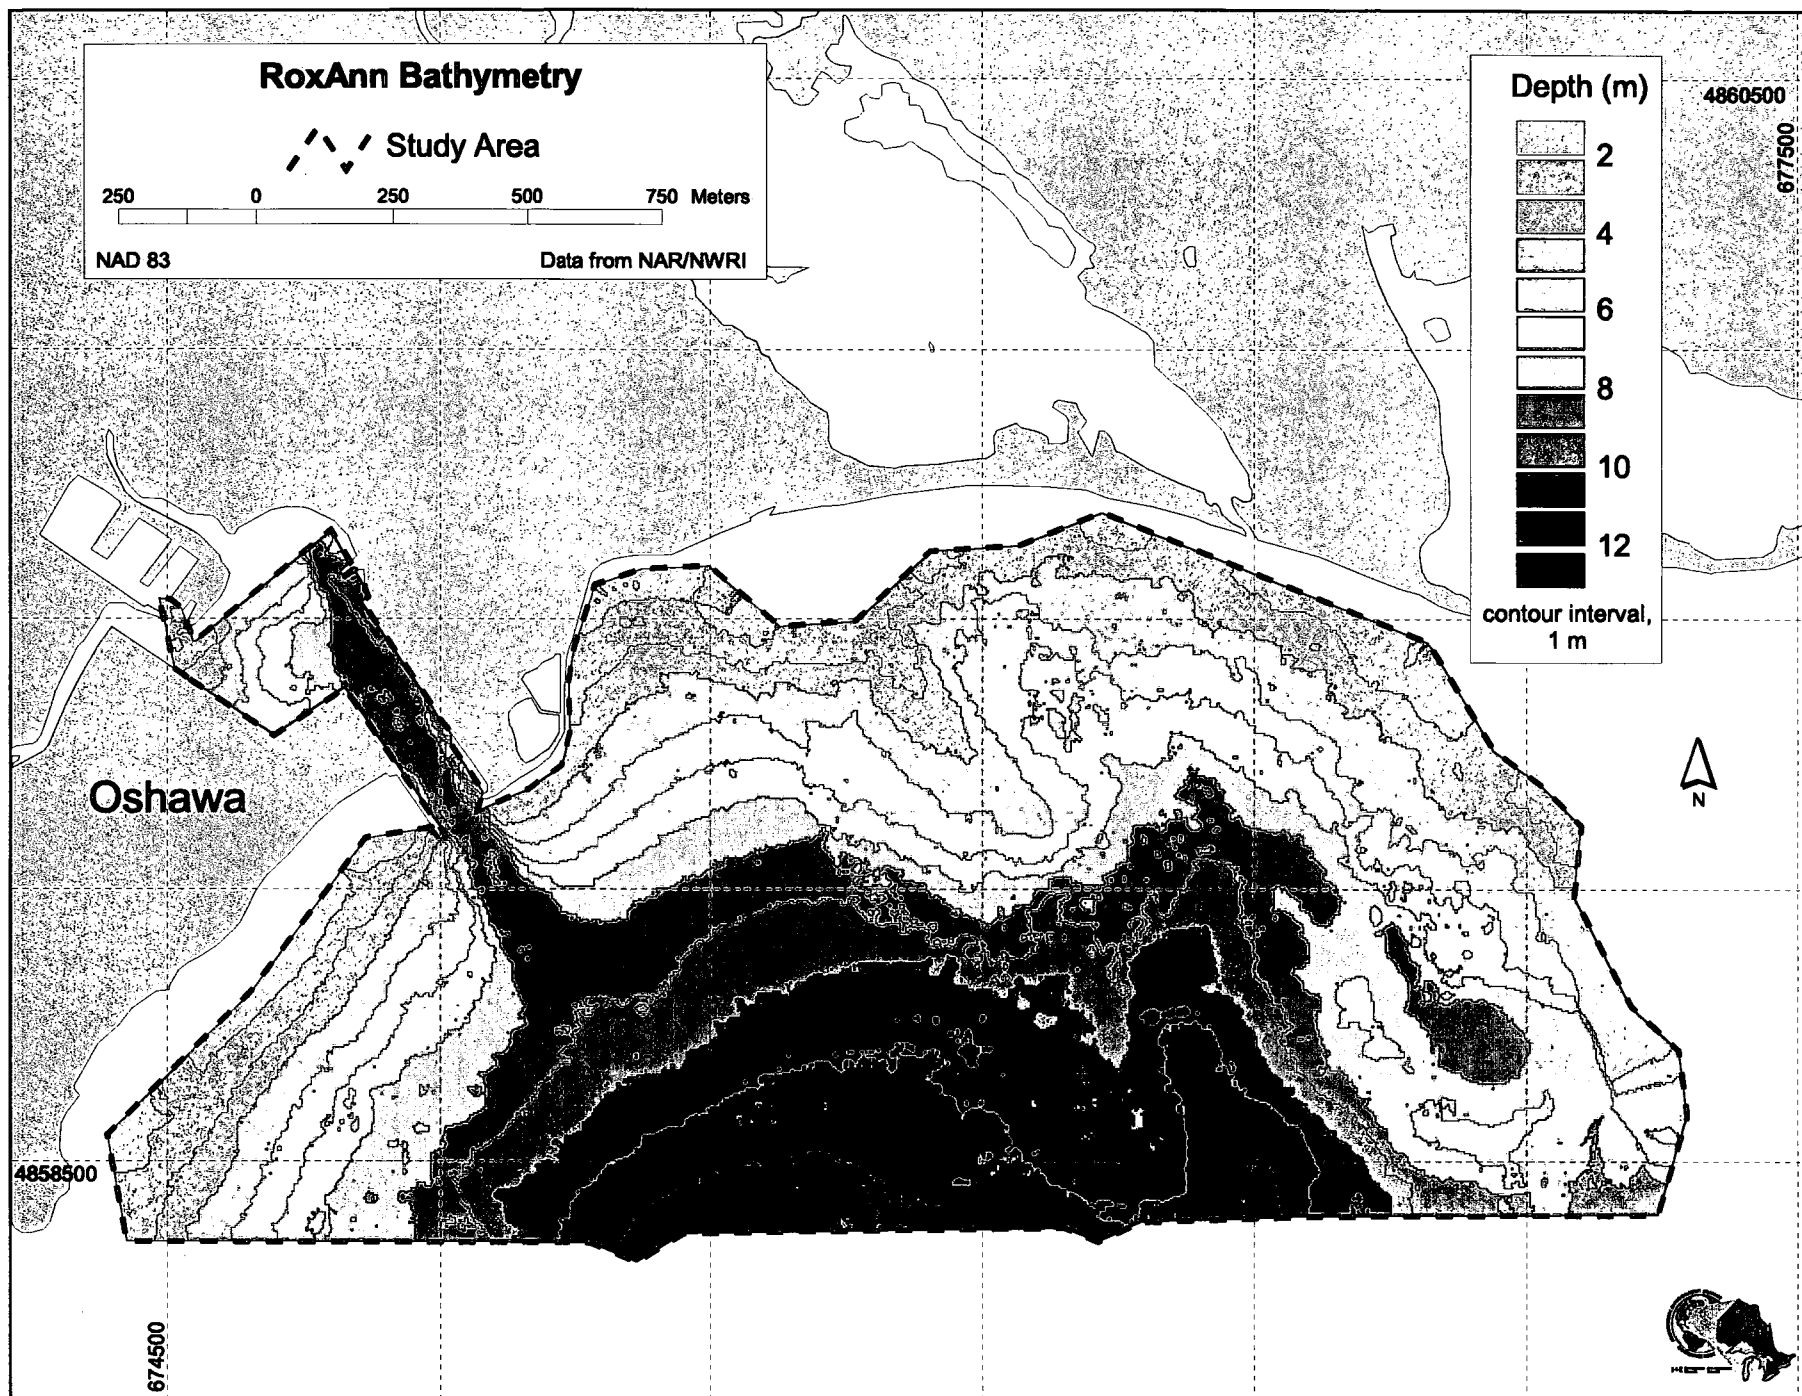 RoxAnn Bathymetry
Study Area
250 0 250 500 750 Meters
NAD 83 Data from NAR/NWRI
Depth (m)
2
4
6
8
10
12
contour interval,
1 m
4860500
677500
Oshawa
N
4858500
674500